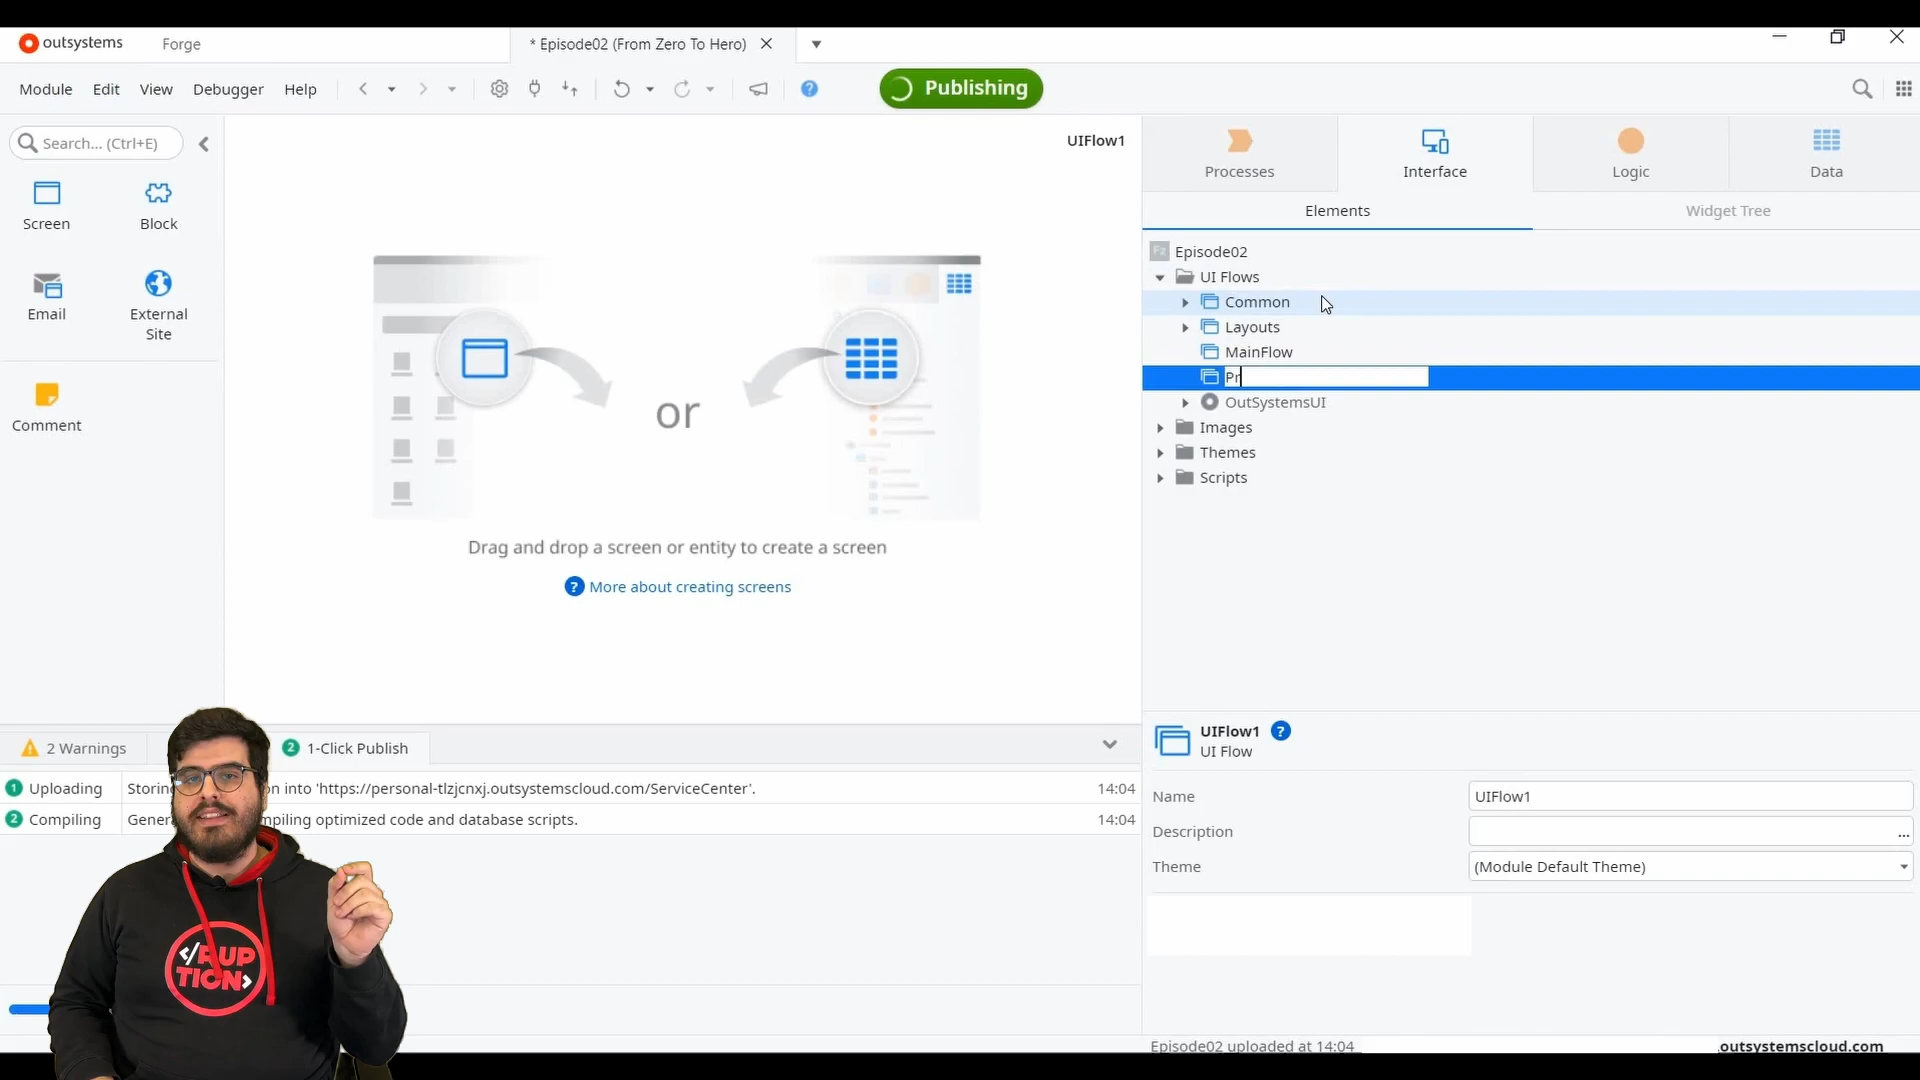 outsystems
Forge
* Episode02 (From Zero To Hero)
Module
Edit
View
Debugger
Help
Publishing
Search... (Ctrl+E)
Screen
Block
Email
External
Site
Comment
UIFlow1
or
Drag and drop a screen or entity to create a screen
? More about creating screens
Processes
Interface
Logic
Data
Elements
Widget Tree
Episode02
UI Flows
Common
Layouts
MainFlow
Pr
OutSystemsUI
Images
Themes
Scripts
UIFlow1 ?
UI Flow
Name
UIFlow1
Description
...
Theme
(Module Default Theme)
2 Warnings
2 1-Click Publish
1 Uploading
Storin
n into 'https://personal-tlzjcnxj.outsystemscloud.com/ServiceCenter'.
14:04
2 Compiling
Gener
mpiling optimized code and database scripts.
14:04
</RUP
TION>
Episode02 uploaded at 14:04
outsystemscloud.com